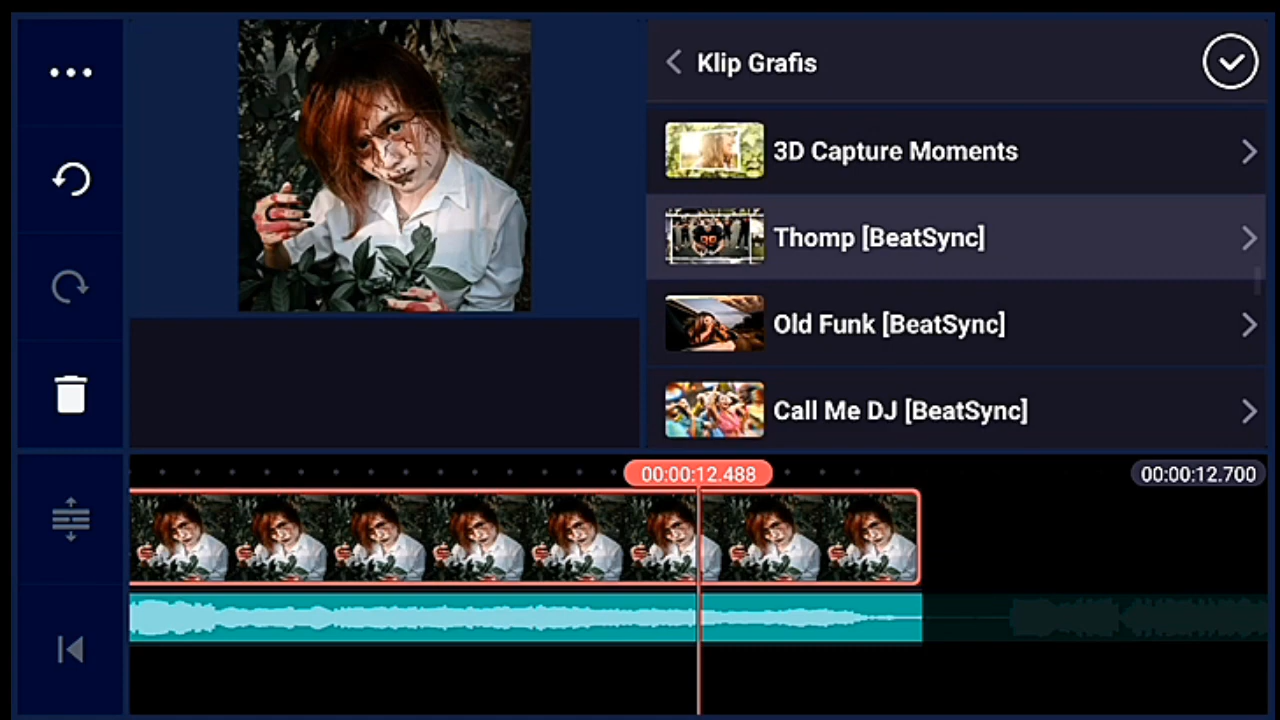 Klip Grafis
3D Capture Moments
Thomp [BeatSync]
Old Funk [BeatSync]
Call Me DJ [BeatSync]
00:00:12.488
00:00:12.700